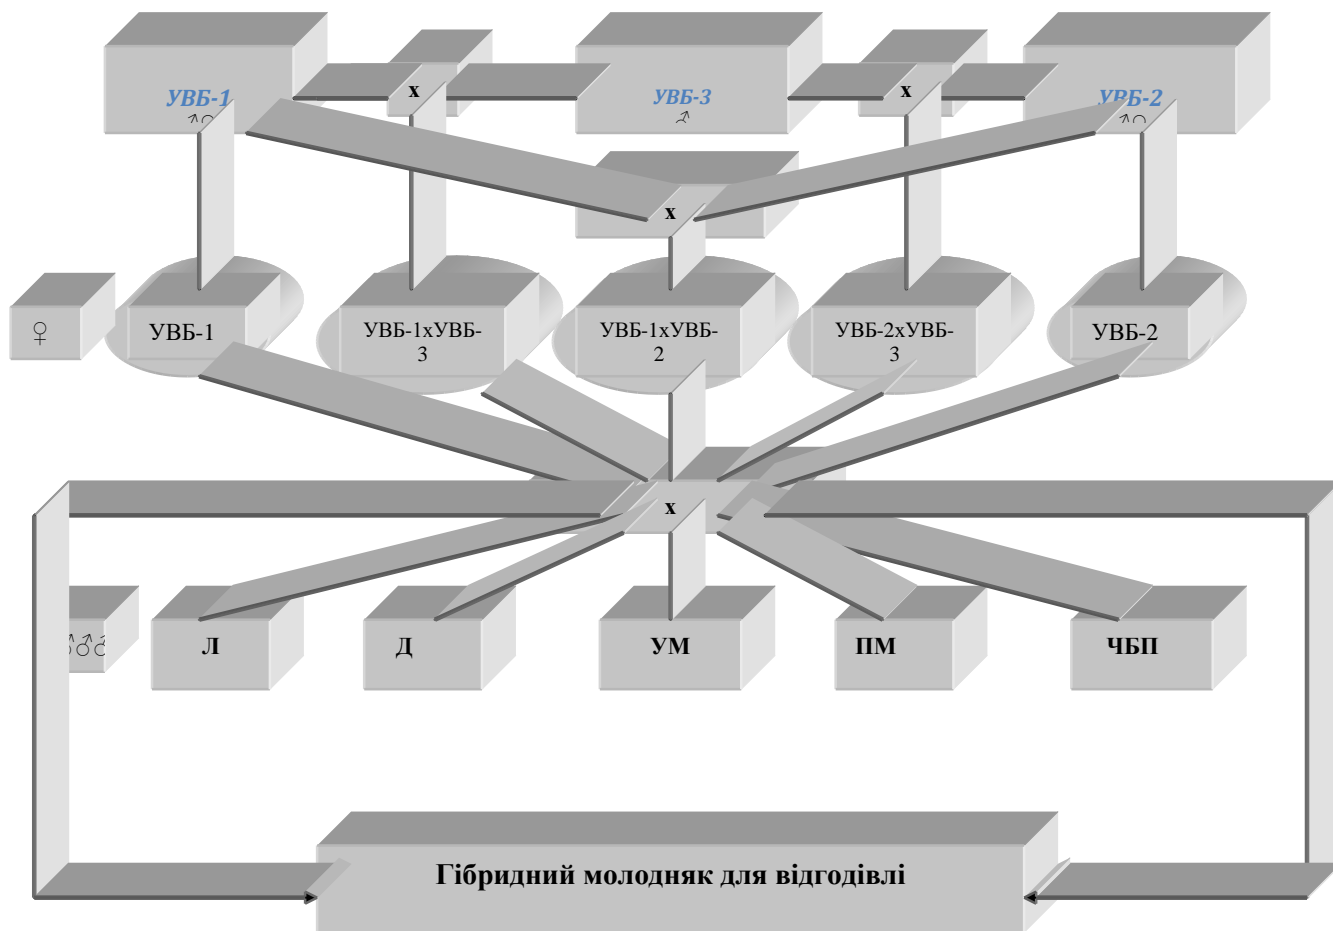 УВБ-1
УВБ-3
УВБ-2
♂♀
♂
♂♀
x
x
x
♀
УВБ-1
УВБ-1хУВБ-
3
УВБ-1хУВБ-
2
УВБ-2хУВБ-
3
УВБ-2
x
♂♂♂
Л
Д
УМ
ПМ
ЧБП
Гібридний молодняк для відгодівлі